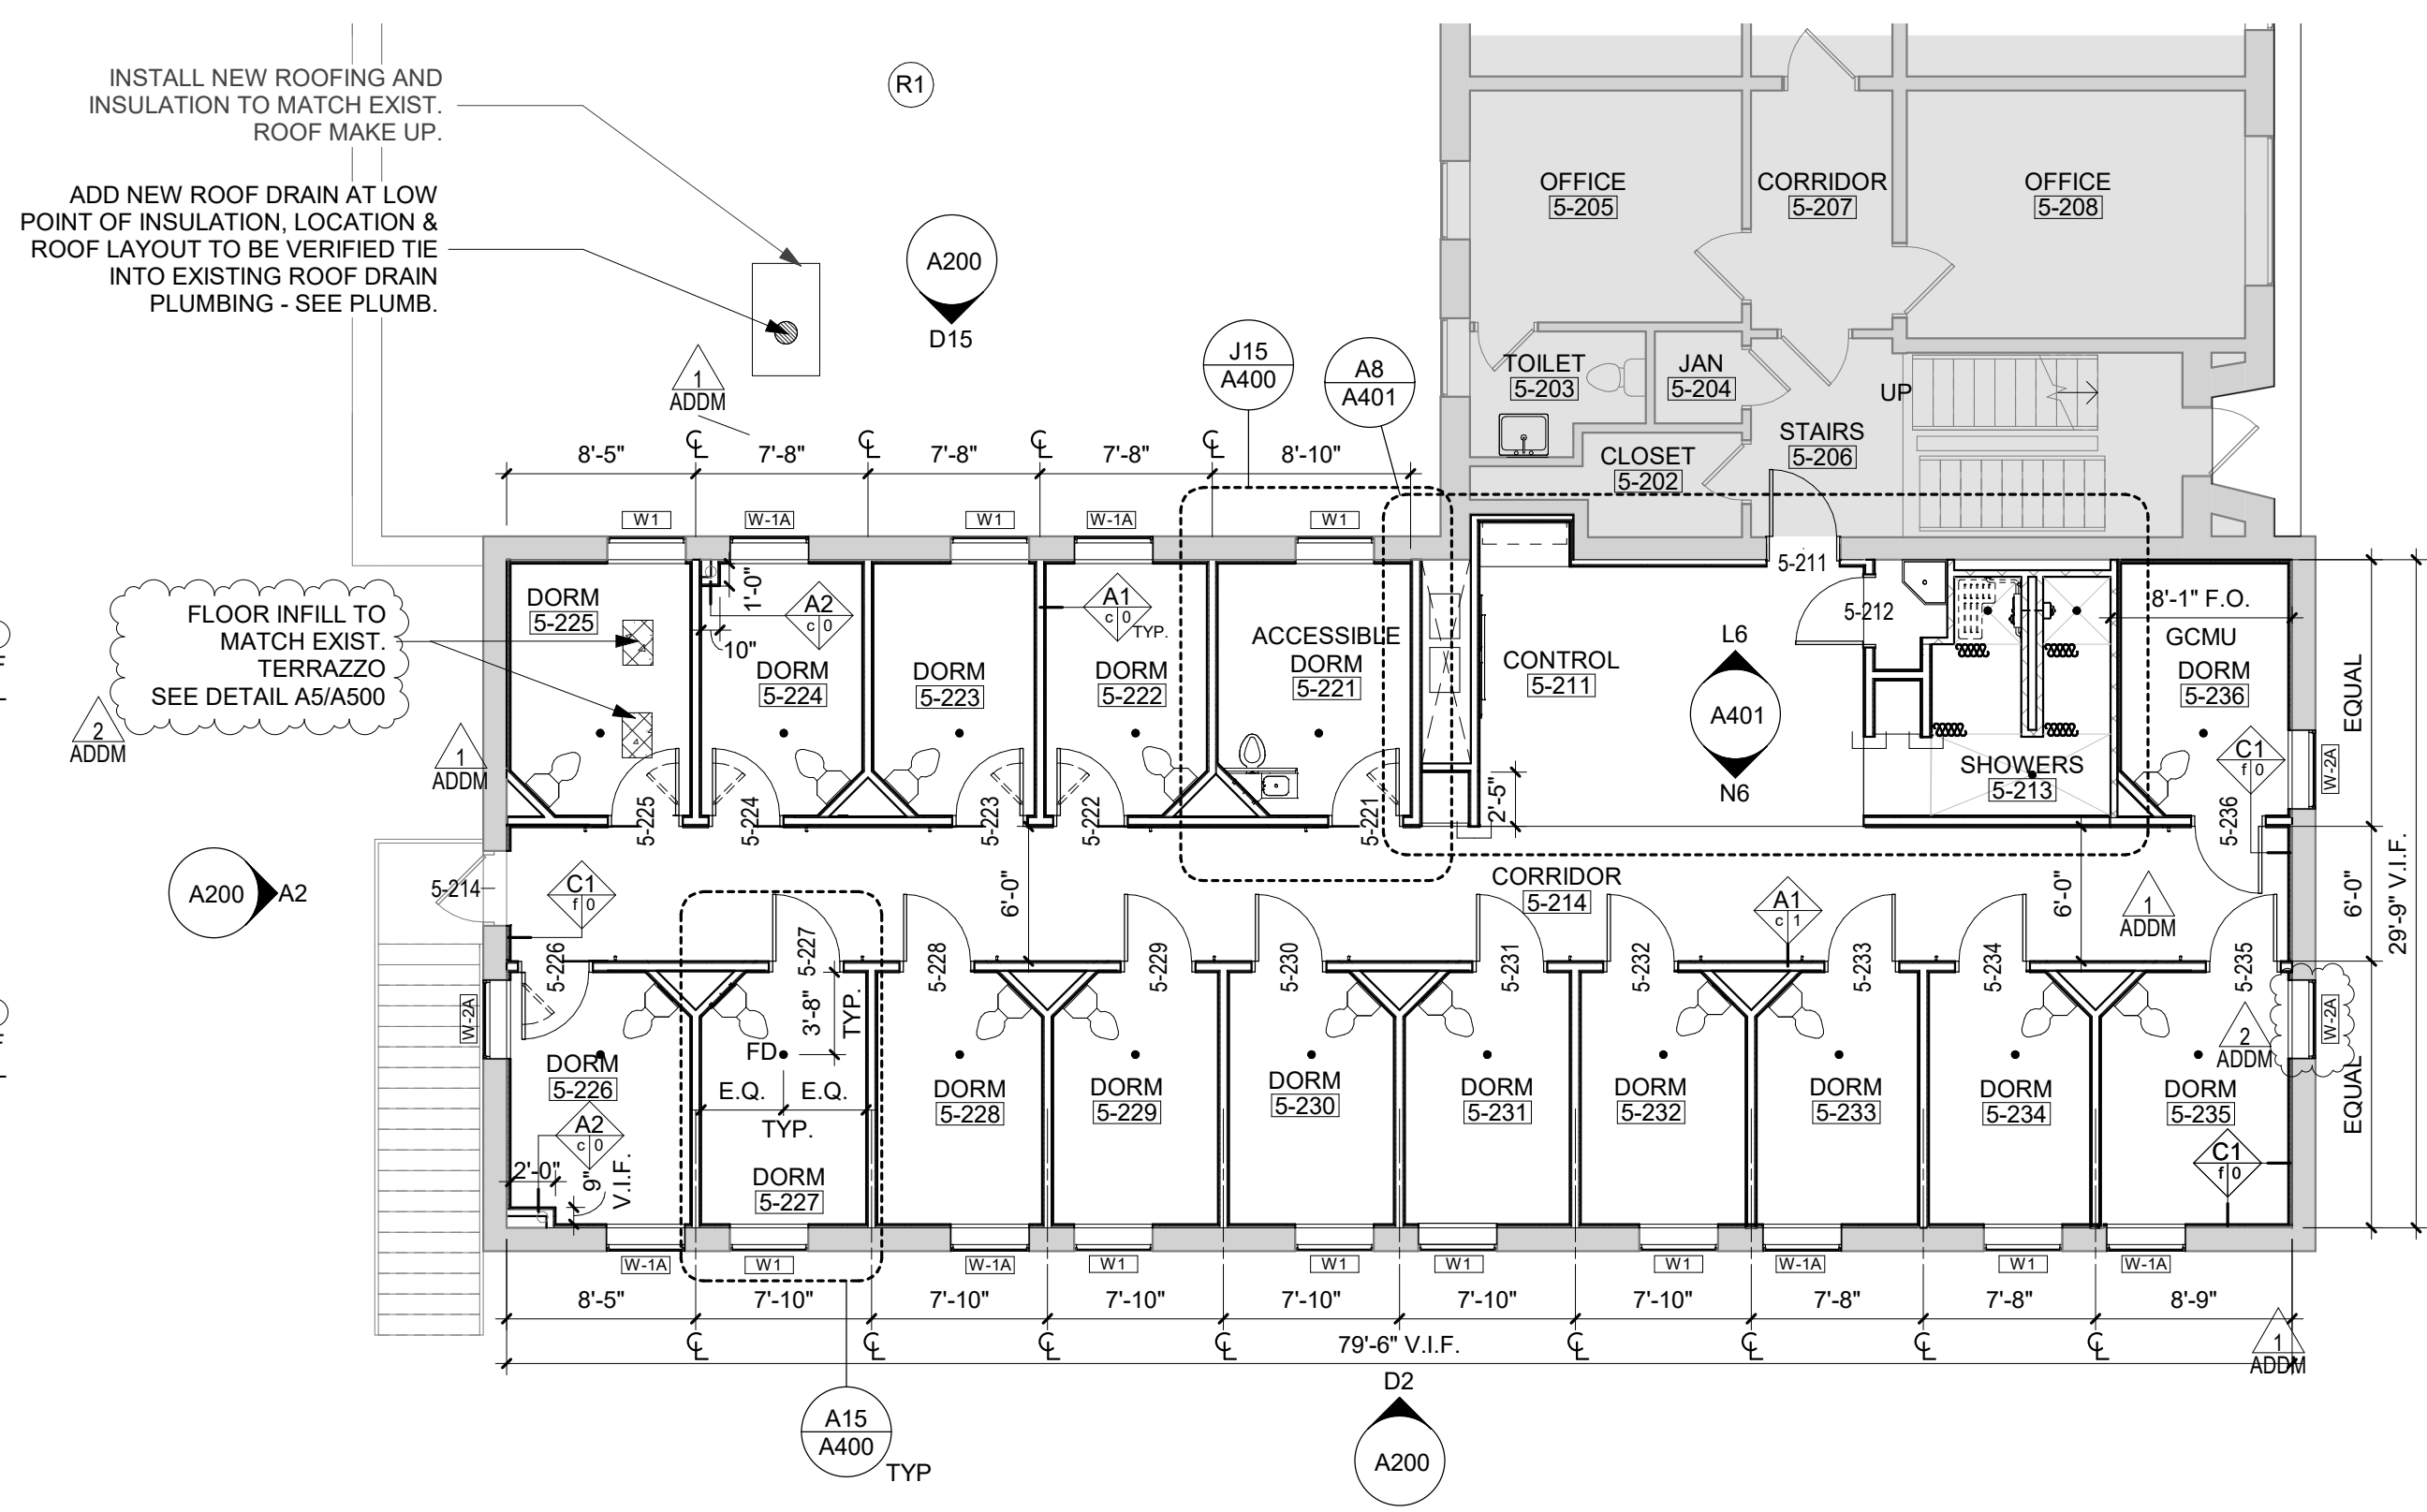 INSTALL NEW ROOFING AND
INSULATION TO MATCH EXIST.
ROOF MAKE UP.
ADD NEW ROOF DRAIN AT LOW
POINT OF INSULATION, LOCATION &
ROOF LAYOUT TO BE VERIFIED TIE
INTO EXISTING ROOF DRAIN
PLUMBING - SEE PLUMB.
R1
A200
D15
1
ADDM
J15
A400
A8
A401
OFFICE
5-205
CORRIDOR
5-207
OFFICE
5-208
TOILET
5-203
JAN
5-204
UP
STAIRS
5-206
CLOSET
5-202
8'-5"
℄
7'-8"
℄
7'-8"
℄
7'-8"
℄
8'-10"
W1
W-1A
W1
W-1A
W1
FLOOR INFILL TO
MATCH EXIST.
TERRAZZO
SEE DETAIL A5/A500
2
ADDM
1
ADDM
DORM
5-225
1'-0"
10"
A2
c 0
DORM
5-224
DORM
5-223
A1
c 0
TYP.
DORM
5-222
ACCESSIBLE
DORM
5-221
CONTROL
5-211
L6
A401
N6
5-211
5-212
SHOWERS
5-213
8'-1" F.O.
GCMU
DORM
5-236
C1
f 0
W-2A
EQUAL
2'-5"
5-225
5-224
5-223
5-222
5-221
5-236
A200
A2
5-214
C1
f 0
6'-0"
CORRIDOR
5-214
A1
c 1
6'-0"
1
ADDM
6'-0"
29'-9" V.I.F.
5-226
5-227
5-228
5-229
5-230
5-231
5-232
5-233
5-234
5-235
W-2A
3'-8"
TYP.
FD
E.Q.
E.Q.
TYP.
DORM
5-226
A2
c 0
2'-0"
9"
V.I.F.
DORM
5-227
DORM
5-228
DORM
5-229
DORM
5-230
DORM
5-231
DORM
5-232
DORM
5-233
DORM
5-234
DORM
5-235
2
ADDM
W-2A
EQUAL
C1
f 0
W-1A
W1
W-1A
W1
W1
W1
W1
W-1A
W1
W-1A
8'-5"
7'-10"
7'-10"
7'-10"
7'-10"
7'-10"
7'-10"
7'-8"
7'-8"
8'-9"
℄
℄
℄
℄
79'-6" V.I.F.
℄
℄
℄
℄
1
ADDM
A15
A400
TYP
D2
A200